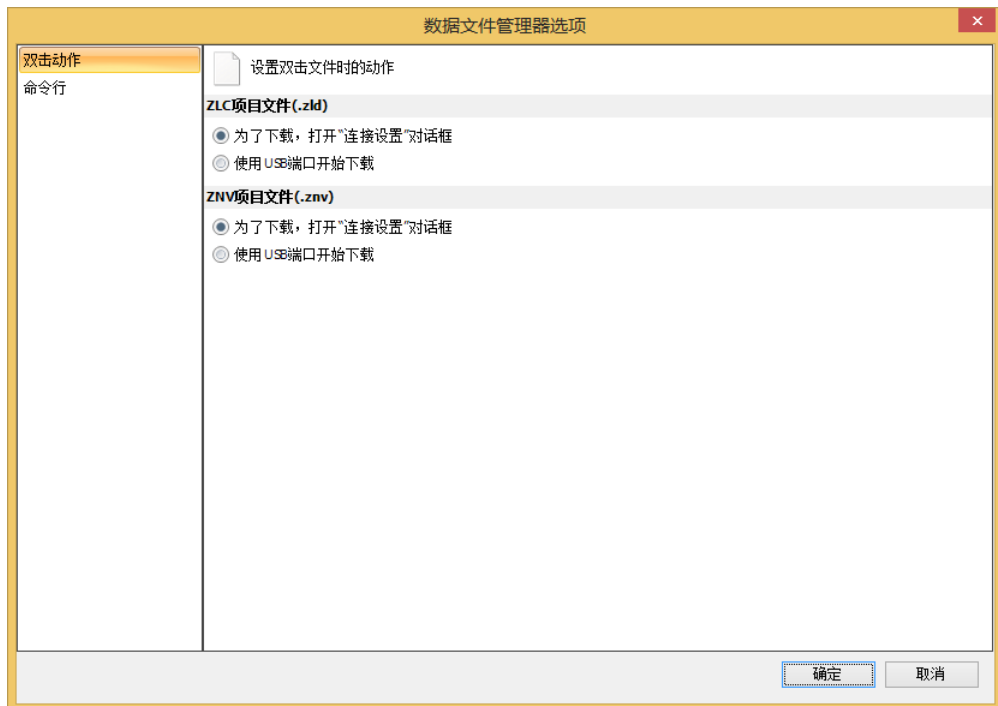 数据文件管理器选项
双击动作
命令行
设置双击文件时的动作
ZLC项目文件(.zld)
为了下载，打开"连接设置"对话框
使用USB端口开始下载
ZNV项目文件(.znv)
为了下载，打开"连接设置"对话框
使用USB端口开始下载
确定
取消